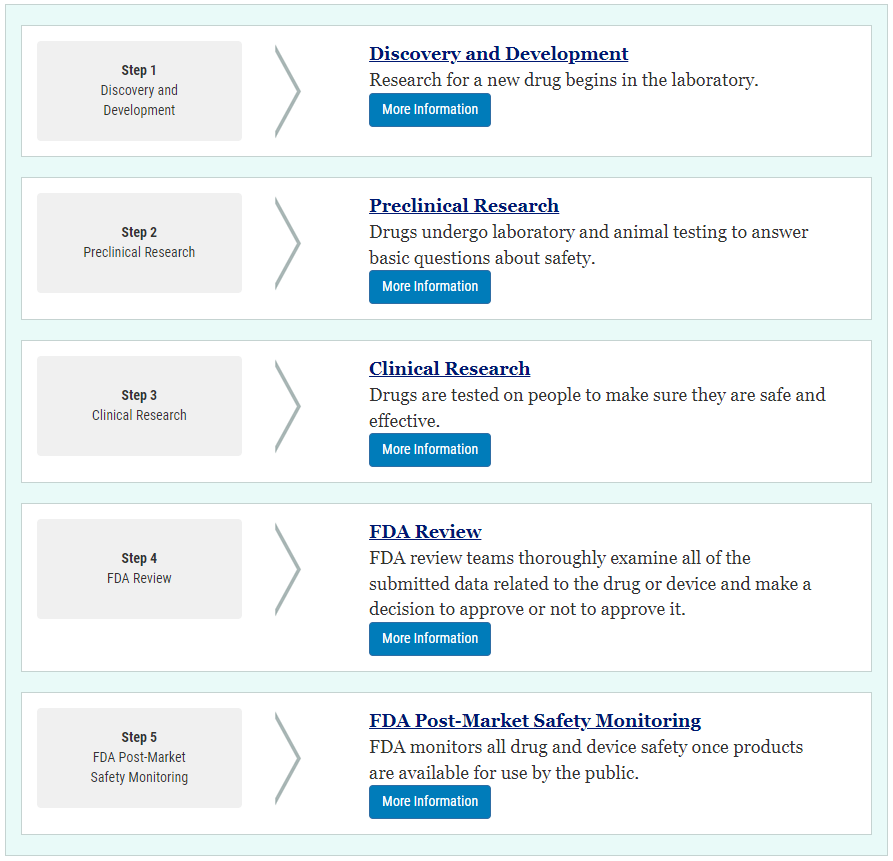 Step 1
Discovery and
Development
Discovery and Development
Research for a new drug begins in the laboratory.
More Information
Step 2
Preclinical Research
Preclinical Research
Drugs undergo laboratory and animal testing to answer
basic questions about safety.
More Information
Step 3
Clinical Research
Clinical Research
Drugs are tested on people to make sure they are safe and
effective.
More Information
Step 4
FDA Review
FDA Review
FDA review teams thoroughly examine all of the
submitted data related to the drug or device and make a
decision to approve or not to approve it.
More Information
Step 5
FDA Post-Market
Safety Monitoring
FDA Post-Market Safety Monitoring
FDA monitors all drug and device safety once products
are available for use by the public.
More Information